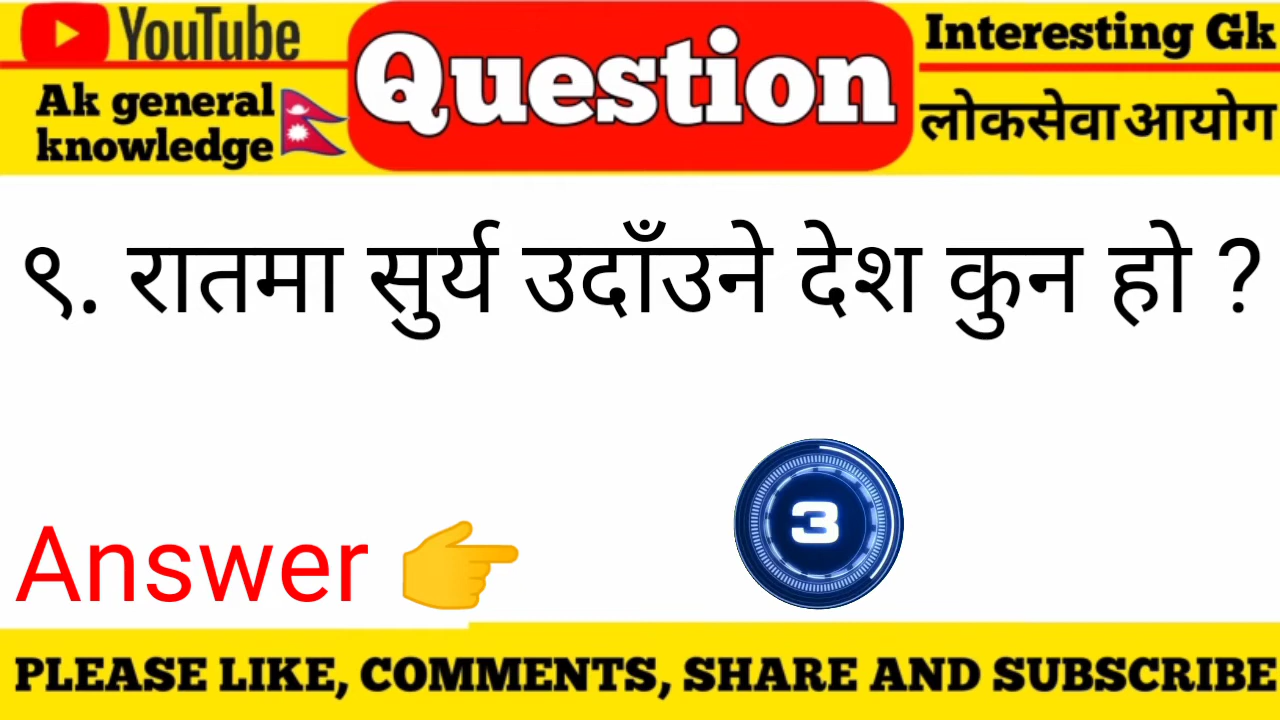 YouTube
Ak general
knowledge
Question
Interesting Gk
लोकसेवा आयोग
९. रातमा सुर्य उदाँउने देश कुन हो ?
3
Answer 👉
PLEASE LIKE, COMMENTS, SHARE AND SUBSCRIBE